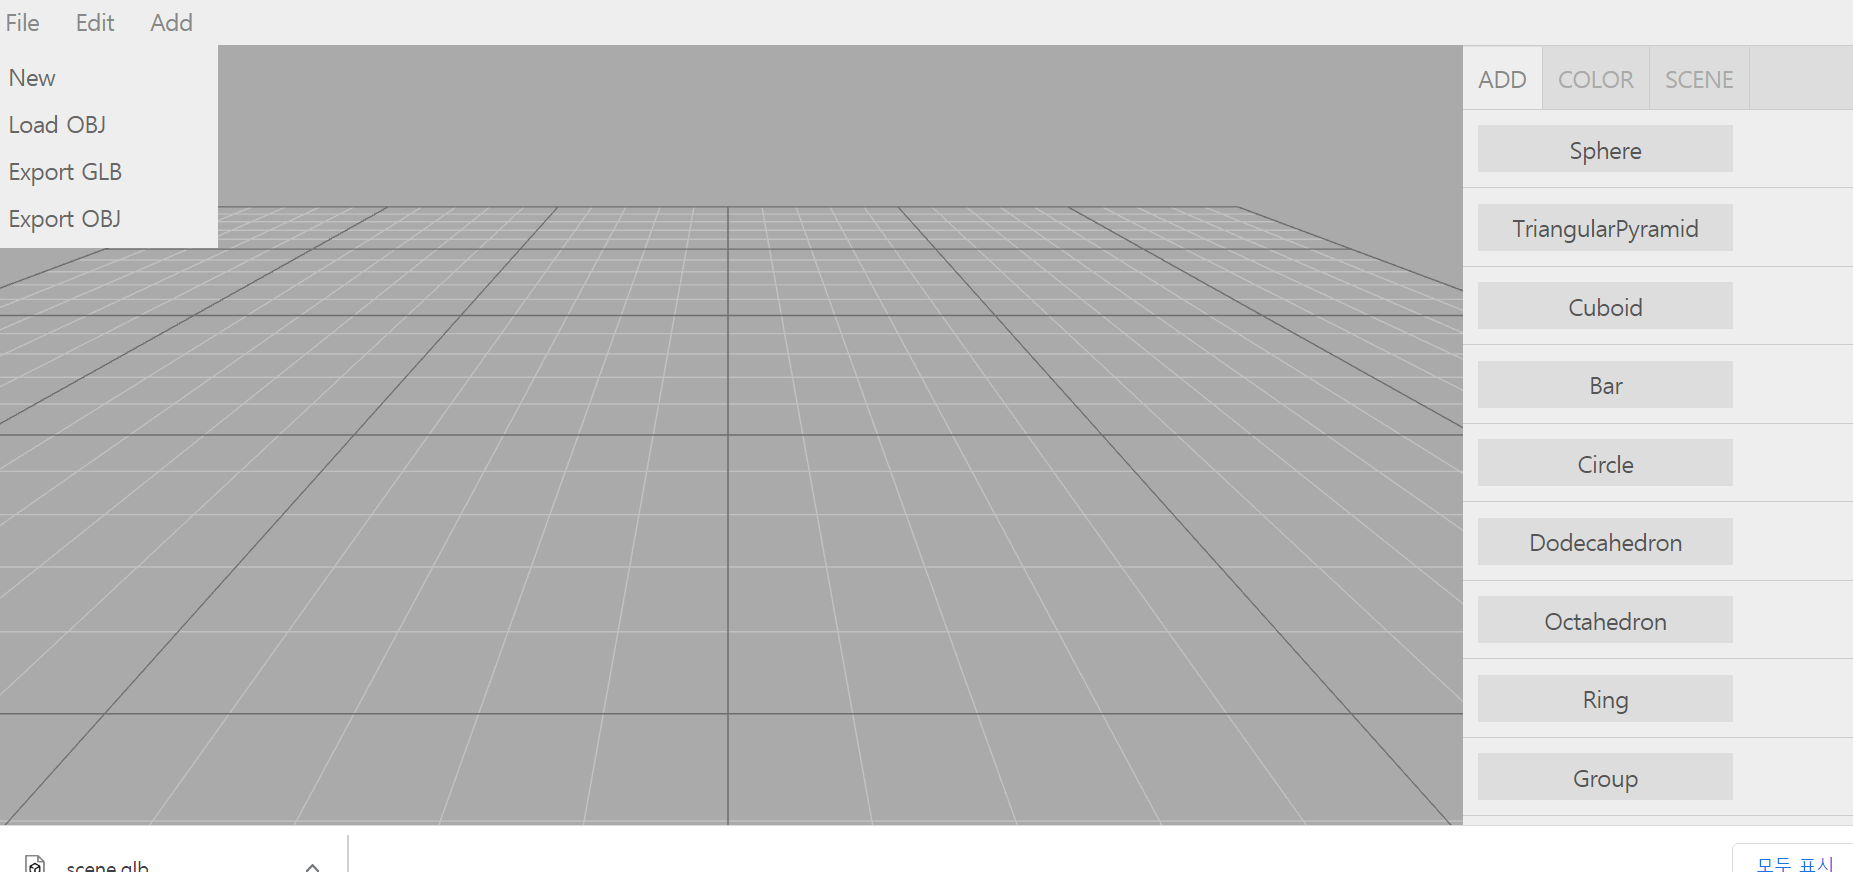 File Edit Add
New
Load OBJ
Export GLB
Export OBJ
ADD COLOR SCENE
Sphere
TriangularPyramid
Cuboid
Bar
Circle
Dodecahedron
Octahedron
Ring
Group
scene.glb
모두 표시